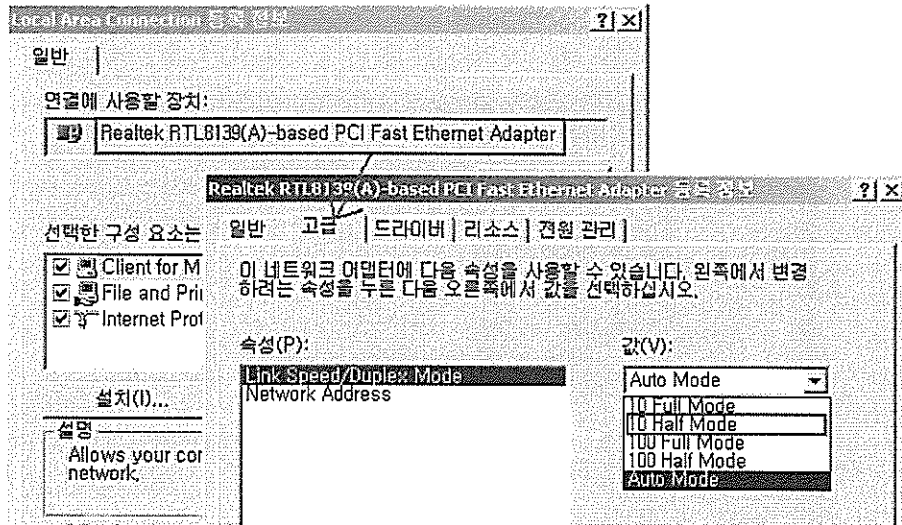 Local Area Connection 등록 정보
일반
연결에 사용할 장치:
Realtek RTL8139(A)-based PCI Fast Ethernet Adapter
선택한 구성 요소는
Client for M
File and Prin
Internet Prot
설치(I)...
설명
Allows your cor
network,
Realtek RTL8139(A)-based PCI Fast Ethernet Adapter 등록 정보
일반 고급 드라이버 리소스 전원 관리
이 네트워크 어댑터에 다음 속성을 사용할 수 있습니다. 왼쪽에서 변경
하려는 속성을 누른 다음 오른쪽에서 값을 선택하십시오.
속성(P):
Link Speed/Duplex Mode
Network Address
값(V):
Auto Mode
10 Full Mode
10 Half Mode
100 Full Mode
100 Half Mode
Auto Mode